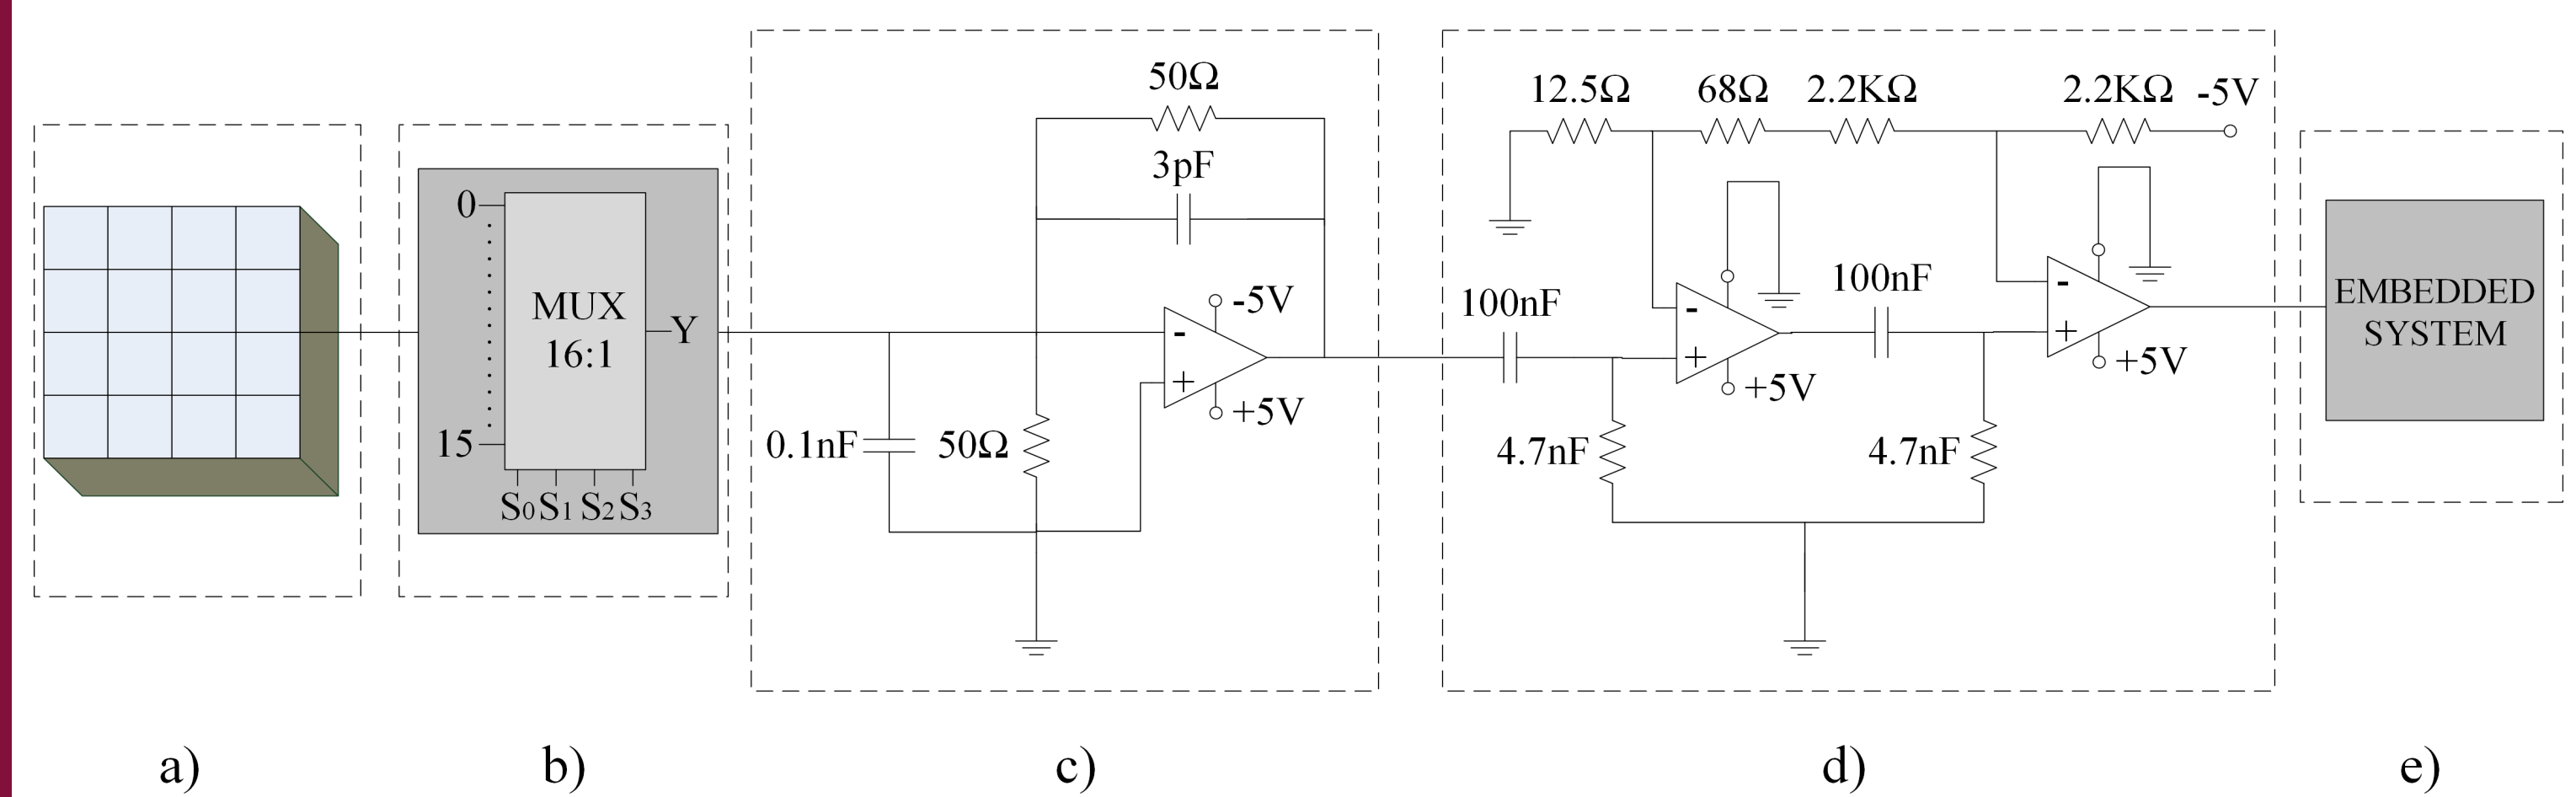 0
15
MUX
16:1
Y
S0 S1 S2 S3
50Ω
3pF
-5V
+5V
0.1nF
50Ω
12.5Ω
68Ω
2.2KΩ
2.2KΩ
-5V
100nF
100nF
-
+
+5V
-
+
+5V
-
+
4.7nF
4.7nF
+5V
EMBEDDED
SYSTEM
a)
b)
c)
d)
e)